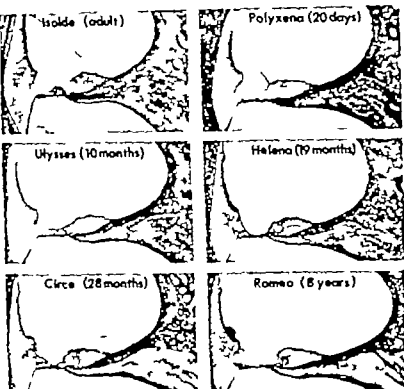 Isolde (adult)
Polyxena (20 days)
Ulysses (10 months)
Helena (19 months)
Circe (28 months)
Romeo (8 years)